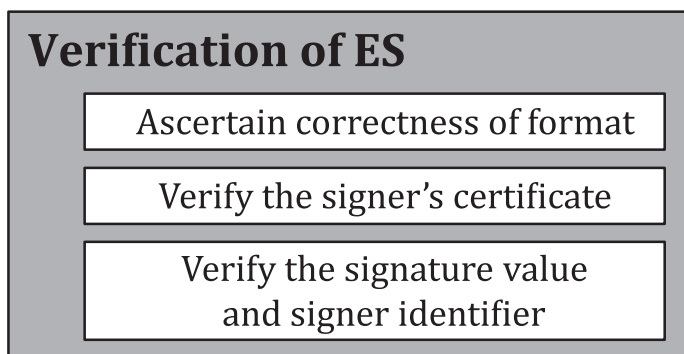 Verification of ES
Ascertain correctness of format
Verify the signer’s certificate
Verify the signature value
and signer identifier